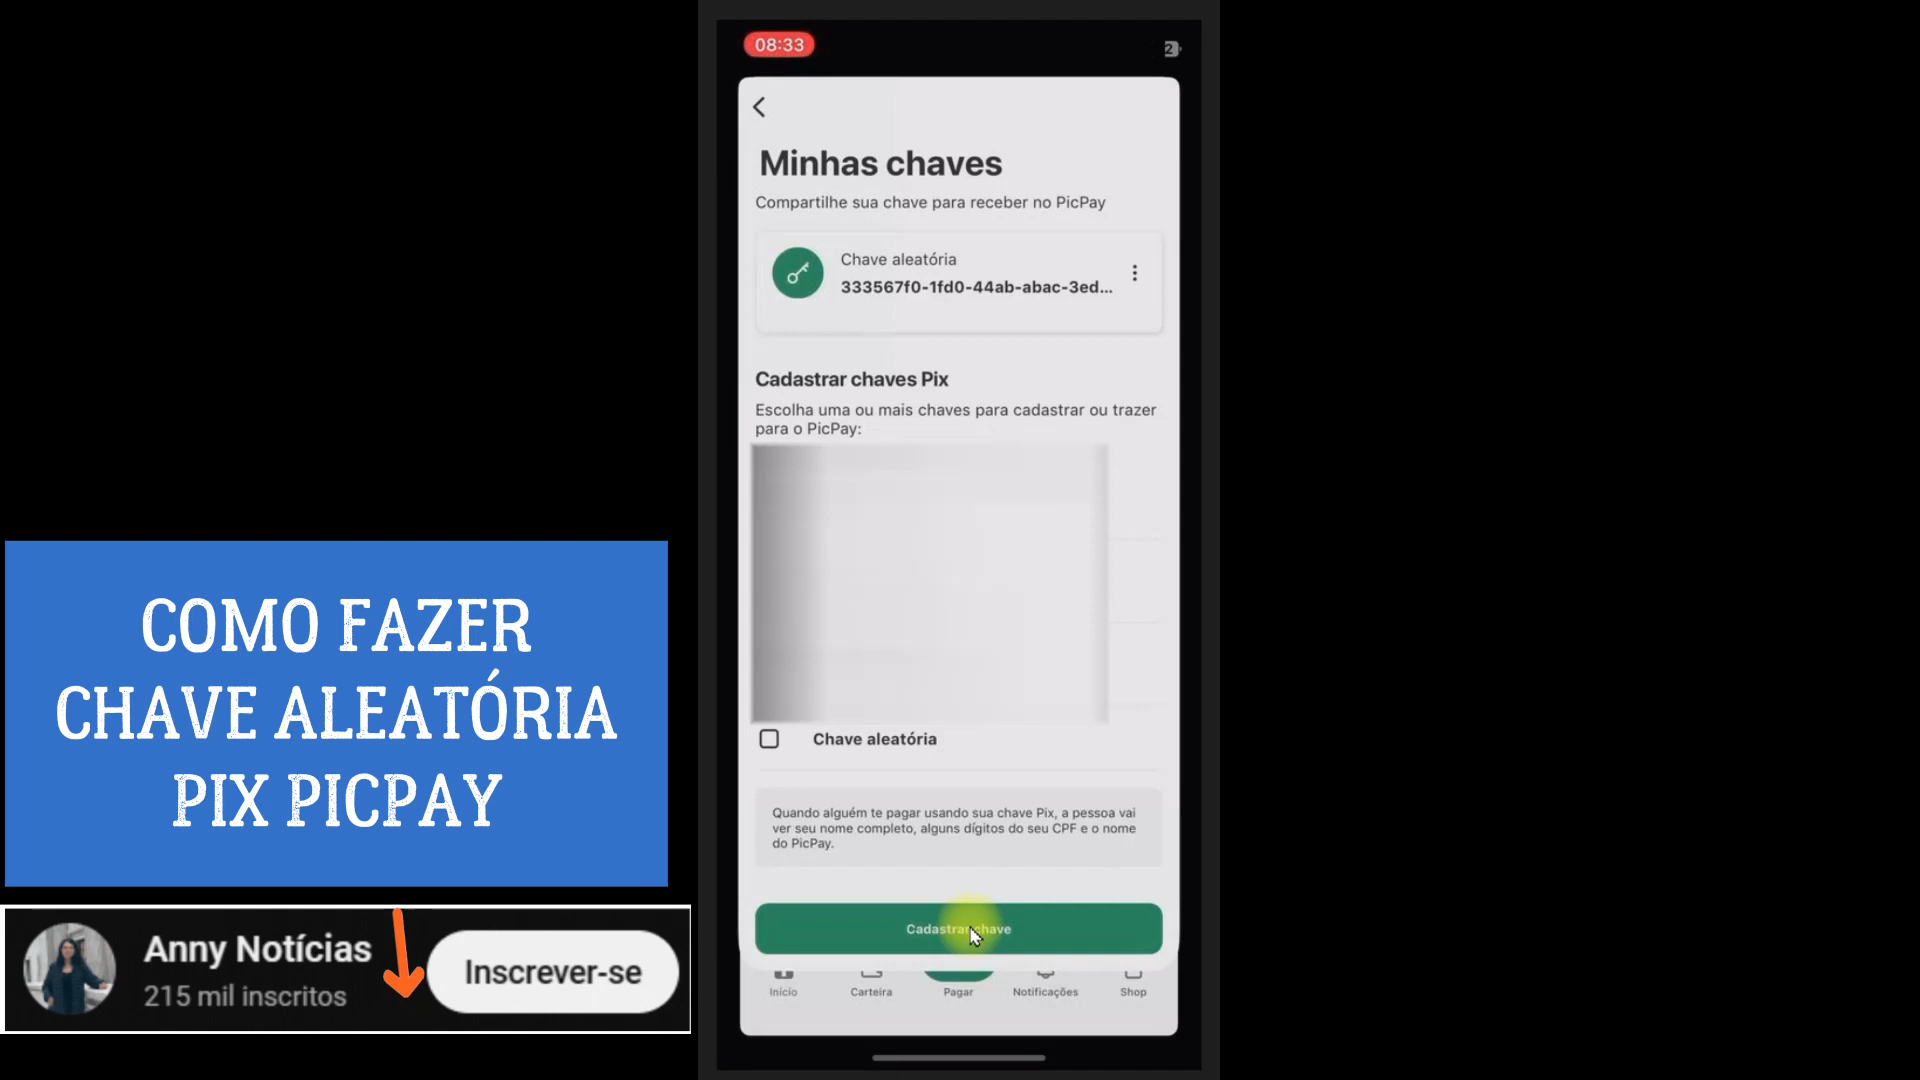 08:33
2
Minhas chaves
Compartilhe sua chave para receber no PicPay
Chave aleatória
333567f0-1fd0-44ab-abac-3ed...
Cadastrar chaves Pix
Escolha uma ou mais chaves para cadastrar ou trazer
para o PicPay:
Chave aleatória
Quando alguém te pagar usando sua chave Pix, a pessoa vai
ver seu nome completo, alguns dígitos do seu CPF e o nome
do PicPay.
Cadastrar chave
Início
Carteira
Pagar
Notificações
Shop
COMO FAZER
CHAVE ALEATÓRIA
PIX PICPAY
Anny Notícias
215 mil inscritos
Inscrever-se